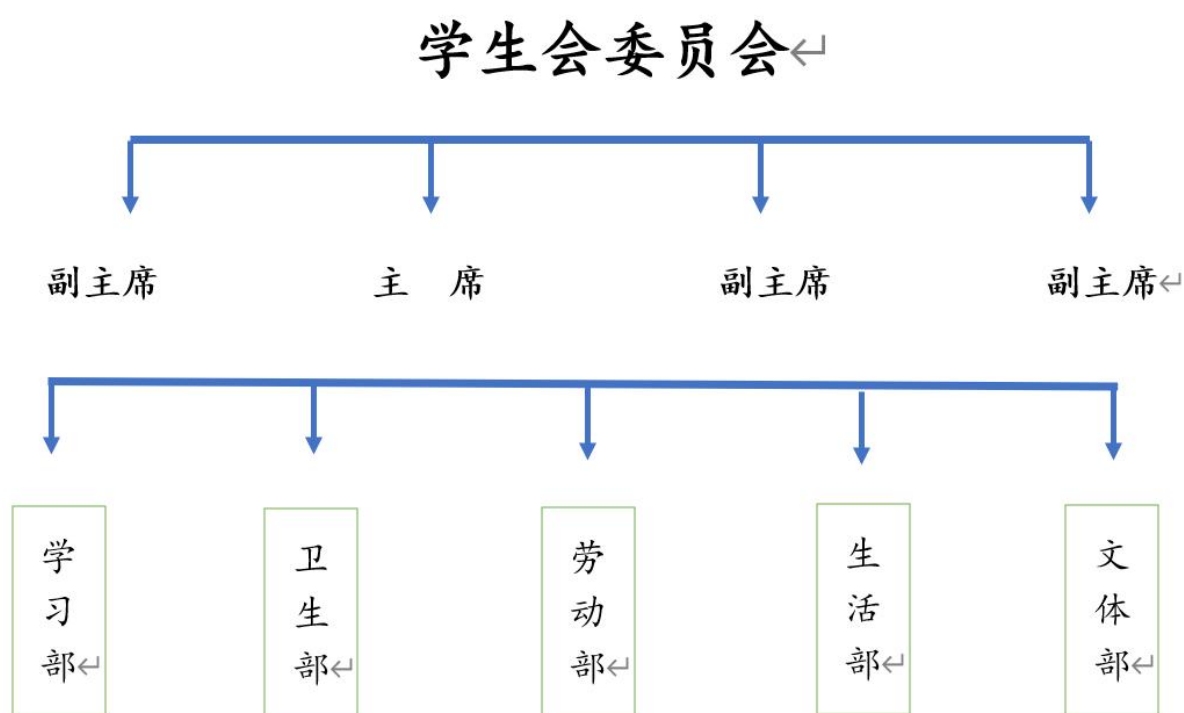 学生会委员会
副主席 主 席 副主席 副主席
学习部
卫生部
劳动部
生活部
文体部